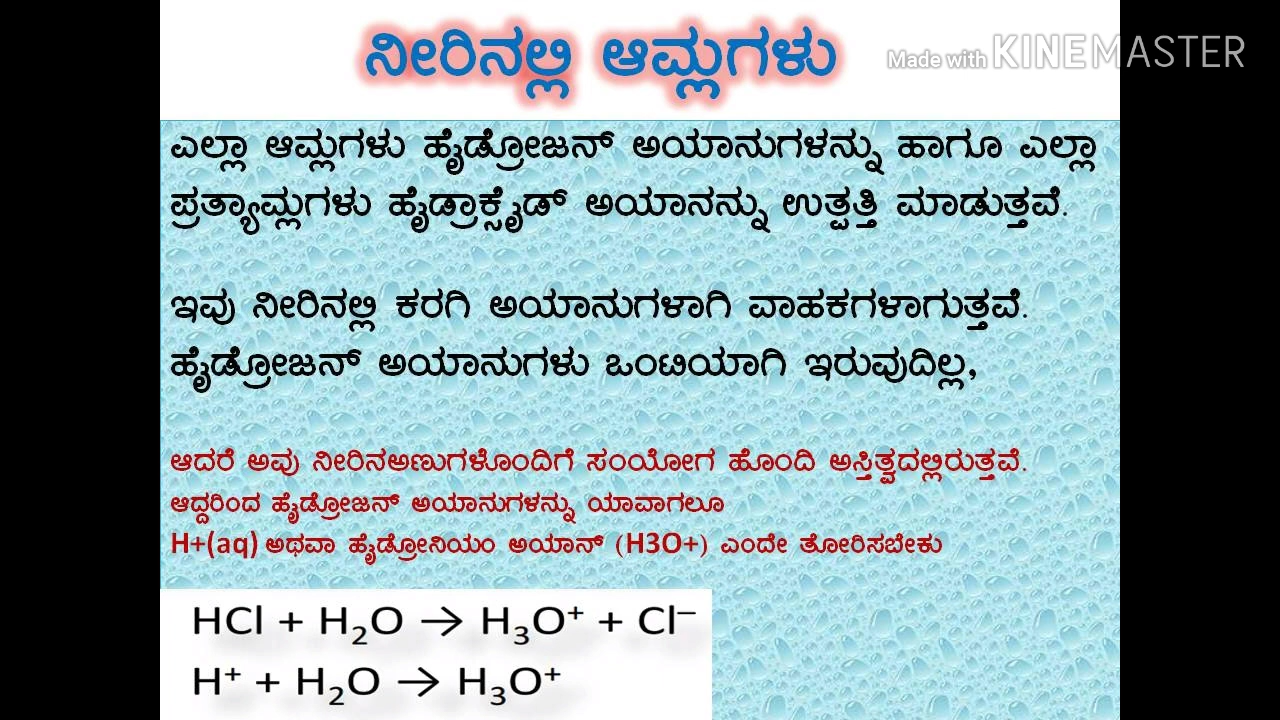 ನೀರಿನಲ್ಲಿ ಆಮ್ಲಗಳು
Made with KINEMASTER
ಎಲ್ಲಾ ಆಮ್ಲಗಳು ಹೈಡ್ರೋಜನ್ ಅಯಾನುಗಳನ್ನು ಹಾಗೂ ಎಲ್ಲಾ
ಪ್ರತ್ಯಾಮ್ಲಗಳು ಹೈಡ್ರಾಕ್ಸೈಡ್ ಅಯಾನನ್ನು ಉತ್ಪತ್ತಿ ಮಾಡುತ್ತವೆ.
ಇವು ನೀರಿನಲ್ಲಿ ಕರಗಿ ಅಯಾನುಗಳಾಗಿ ವಾಹಕಗಳಾಗುತ್ತವೆ.
ಹೈಡ್ರೋಜನ್ ಅಯಾನುಗಳು ಒಂಟಿಯಾಗಿ ಇರುವುದಿಲ್ಲ,
ಆದರೆ ಅವು ನೀರಿನಅಣುಗಳೊಂದಿಗೆ ಸಂಯೋಗ ಹೊಂದಿ ಅಸ್ತಿತ್ವದಲ್ಲಿರುತ್ತವೆ.
ಆದ್ದರಿಂದ ಹೈಡ್ರೋಜನ್ ಅಯಾನುಗಳನ್ನು ಯಾವಾಗಲೂ
H+(aq) ಅಥವಾ ಹೈಡ್ರೋನಿಯಂ ಅಯಾನ್ (H3O+) ಎಂದೇ ತೋರಿಸಬೇಕು
HCl + H₂O → H₃O⁺ + Cl⁻
H⁺ + H₂O → H₃O⁺